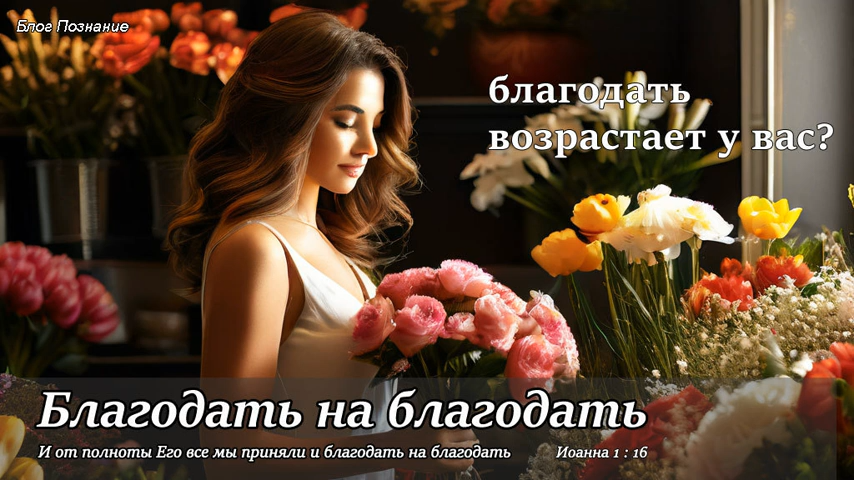 Блог Познание
благодать
возрастает у вас?
Благодать на благодать
И от полноты Его все мы приняли и благодать на благодать Иоанна 1 : 16